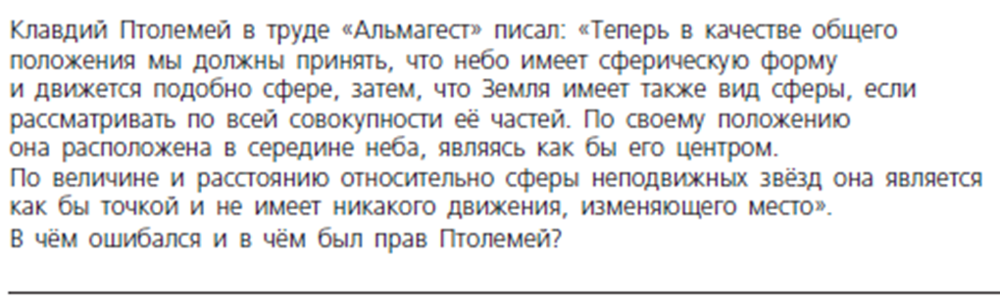 Клавдий Птолемей в труде «Альмагест» писал: «Теперь в качестве общего
положения мы должны принять, что небо имеет сферическую форму
и движется подобно сфере, затем, что Земля имеет также вид сферы, если
рассматривать по всей совокупности её частей. По своему положению
она расположена в середине неба, являясь как бы его центром.
По величине и расстоянию относительно сферы неподвижных звёзд она является
как бы точкой и не имеет никакого движения, изменяющего место».
В чём ошибался и в чём был прав Птолемей?